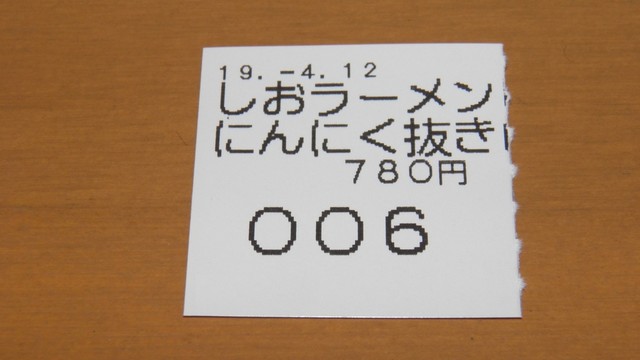 19.-4.12
しおラーメン
にんにく抜き
780円
006